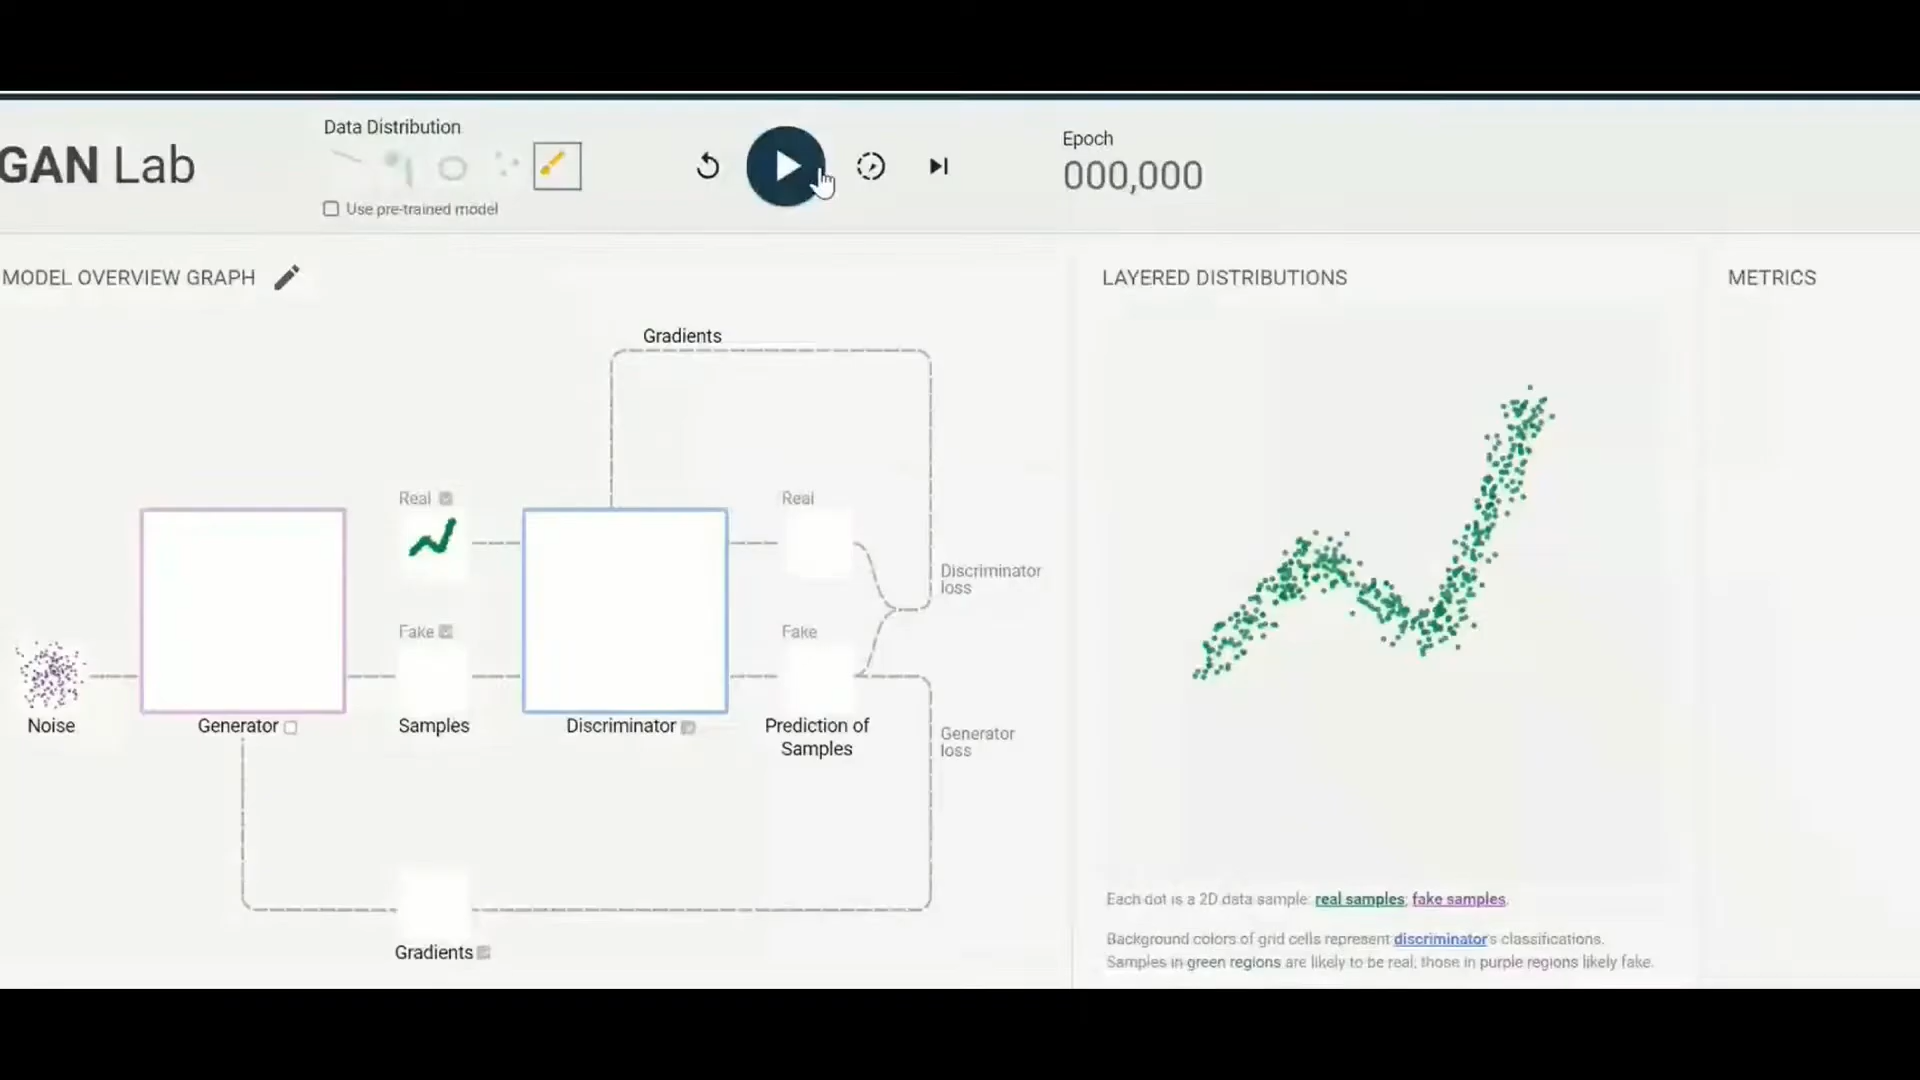 GAN Lab
Data Distribution
Use pre-trained model
Epoch
000,000
MODEL OVERVIEW GRAPH
LAYERED DISTRIBUTIONS
METRICS
Gradients
Real
Real
Discriminator
loss
Fake
Fake
Noise
Generator
Samples
Discriminator
Prediction of
Samples
Generator
loss
Gradients
Each dot is a 2D data sample: real samples; fake samples.
Background colors of grid cells represent discriminator's classifications.
Samples in green regions are likely to be real; those in purple regions likely fake.